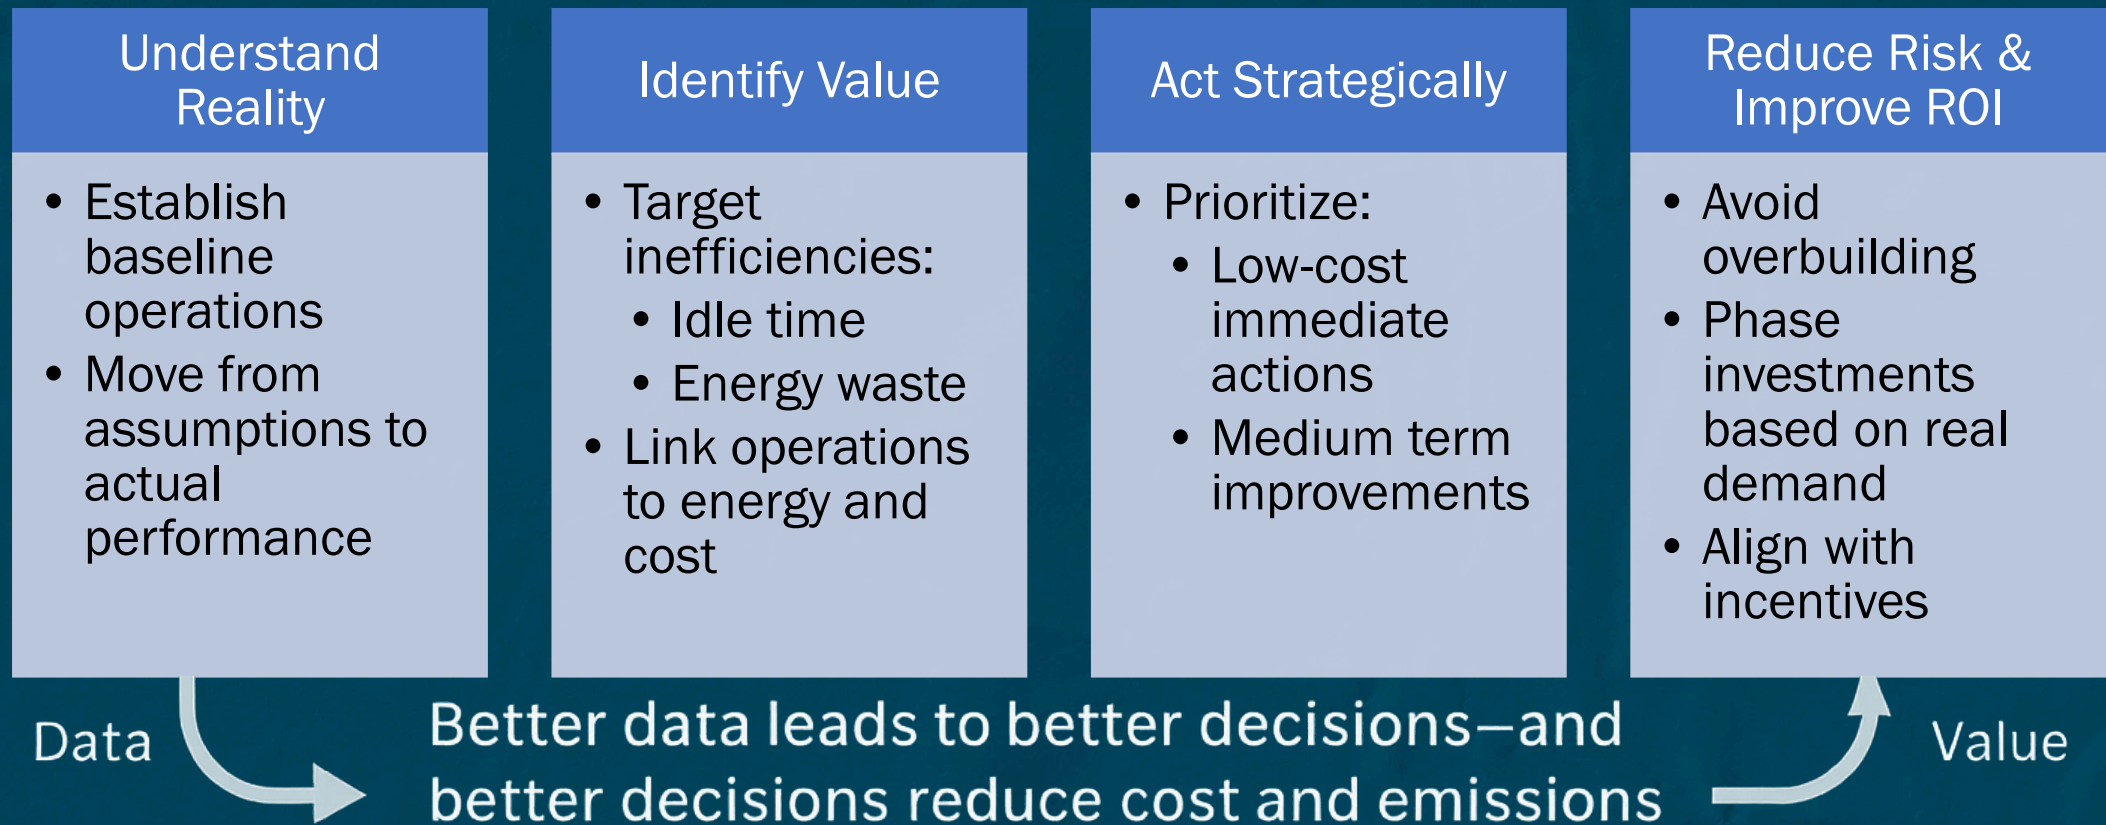 Understand
Reality
• Establish
baseline
operations
• Move from
assumptions to
actual
performance
Identify Value
• Target
inefficiencies:
• Idle time
• Energy waste
• Link operations
to energy and
cost
Act Strategically
• Prioritize:
• Low-cost
immediate
actions
• Medium term
improvements
Reduce Risk &
Improve ROI
• Avoid
overbuilding
• Phase
investments
based on real
demand
• Align with
incentives
Data
Better data leads to better decisions—and
better decisions reduce cost and emissions
Value